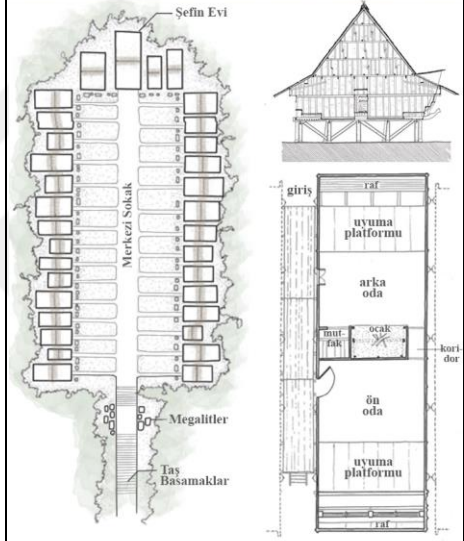 Şefin Evi
Merkezi Sokak
Megalitler
Taş
Basamaklar
giriş
raf
uyuma
platformu
arka
oda
mut-
fak
ocak
kori-
dor
ön
oda
uyuma
platformu
raf